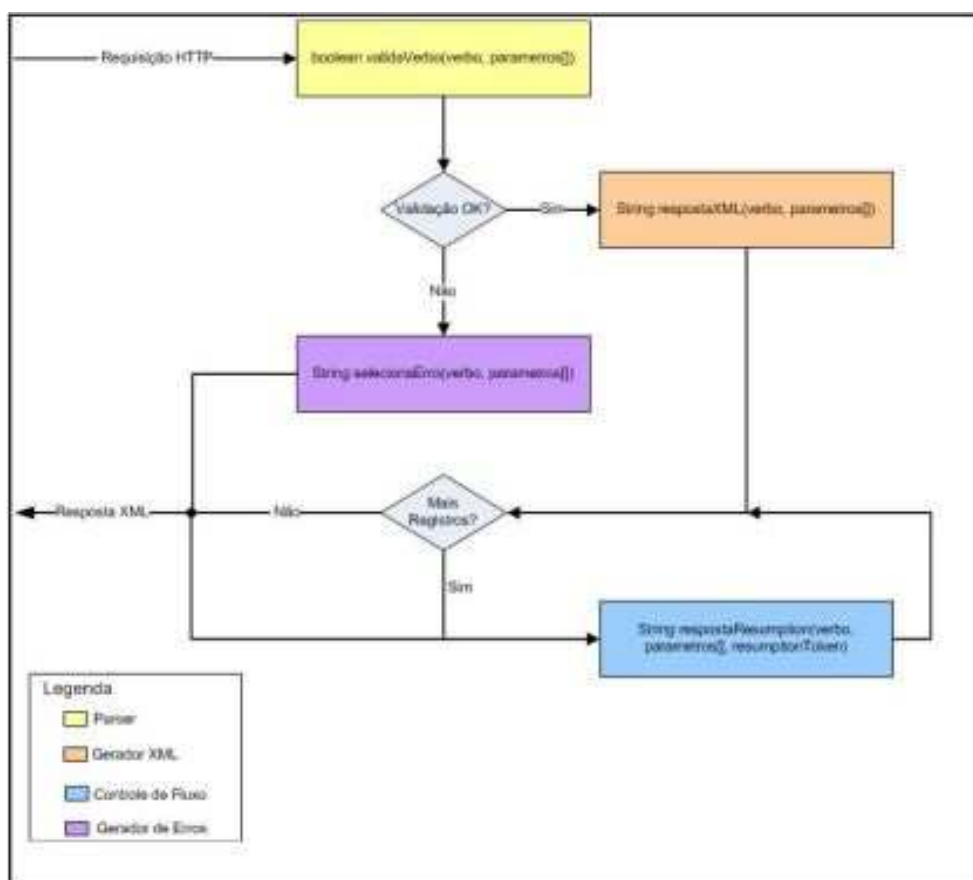 Requisição HTTP
boolean validaVerbo(verbo, parametros[])
Validação OK?
Sim
String respostaXML(verbo, parametros[])
Não
String selecionaErro(verbo, parametros[])
Resposta XML
Não
Mais
Registros?
Sim
String respostaResumption(verbo,
parametros[], resumptionToken)
Legenda
Parser
Gerador XML
Controle de Fluxo
Gerador de Erros